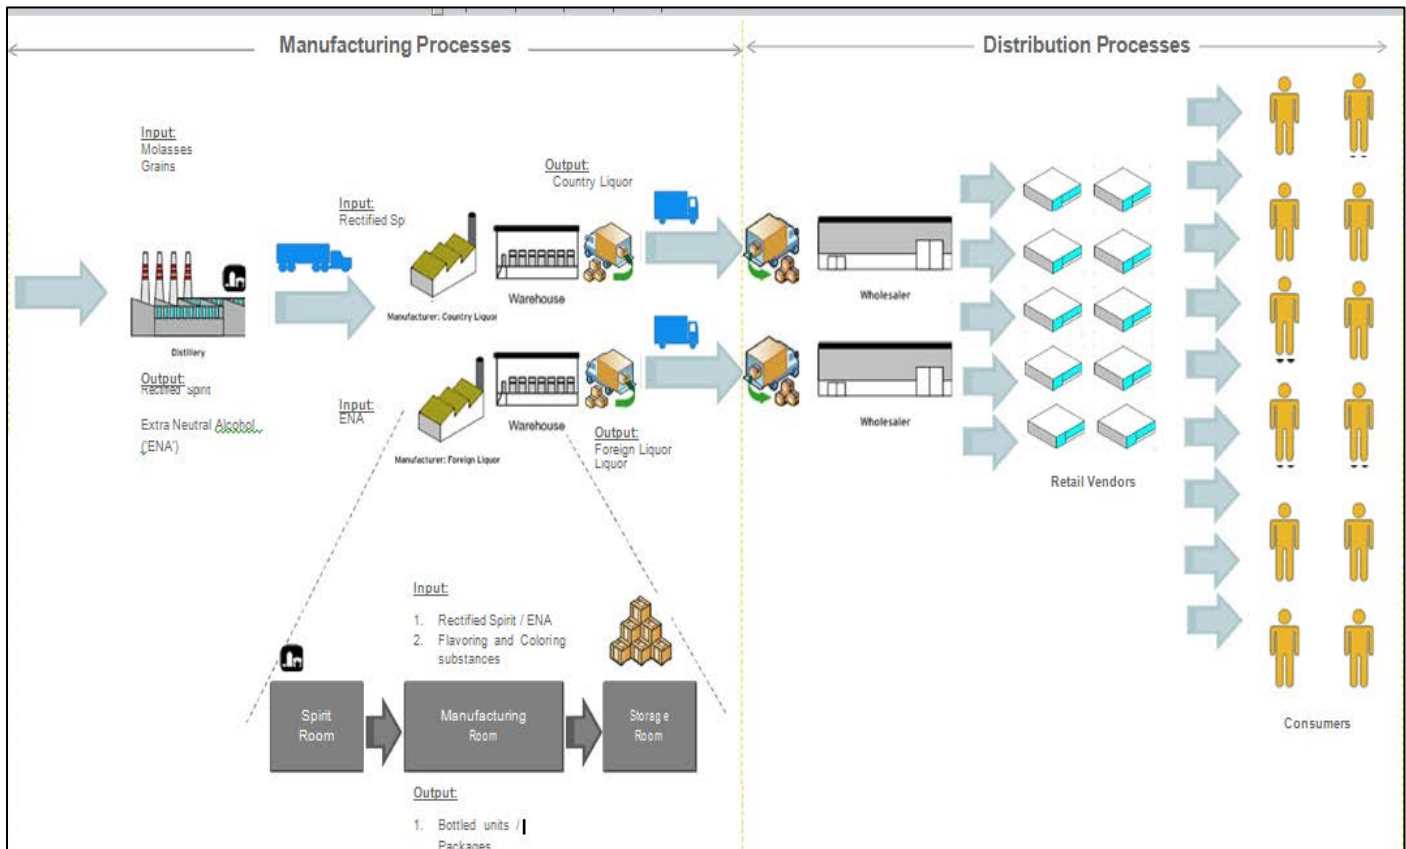 Manufacturing Processes
Distribution Processes
Input:
Molasses
Grains
Input:
Rectified Sp
Output:
Country Liquor
Warehouse
Manufacturer: Country Liquor
Wholesaler
Distillery
Output:
Rectified Spirit
Extra Neutral Alcohol
('ENA')
Input:
ENA
Warehouse
Manufacturer: Foreign Liquor
Output:
Foreign Liquor
Liquor
Wholesaler
Retail Vendors
Consumers
Input:
1. Rectified Spirit / ENA
2. Flavoring and Coloring
substances
Spirit
Room
Manufacturing
Room
Storage
Room
Output:
1. Bottled units /
Packages